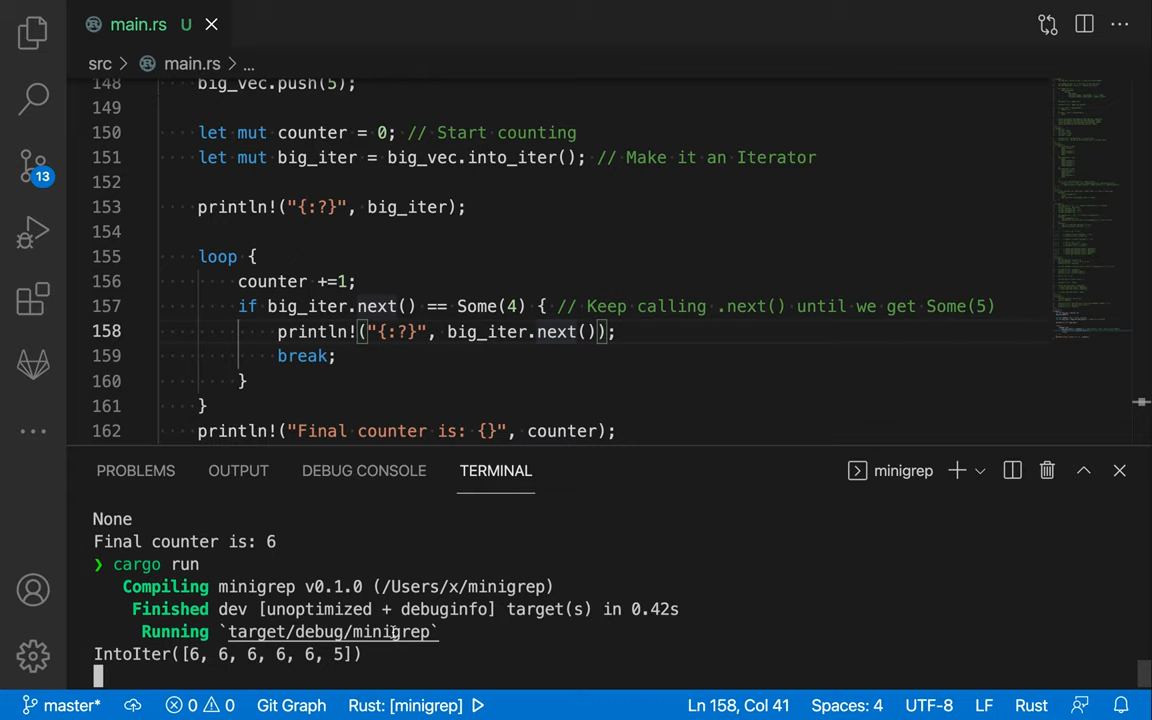 main.rs U
src > main.rs > ...
148 big_vec.push(5);
149
150 let mut counter = 0; // Start counting
151 let mut big_iter = big_vec.into_iter(); // Make it an Iterator
152
153 println!("{:?}", big_iter);
154
155 loop {
156 counter +=1;
157 if big_iter.next() == Some(4) { // Keep calling .next() until we get Some(5)
158 println!("{:?}", big_iter.next());
159 break;
160 }
161 }
162 println!("Final counter is: {}", counter);
PROBLEMS OUTPUT DEBUG CONSOLE TERMINAL minigrep
None
Final counter is: 6
❯ cargo run
Compiling minigrep v0.1.0 (/Users/x/minigrep)
Finished dev [unoptimized + debuginfo] target(s) in 0.42s
Running `target/debug/minigrep`
IntoIter([6, 6, 6, 6, 6, 5])
13
master* 0 0 Git Graph Rust: [minigrep] Ln 158, Col 41 Spaces: 4 UTF-8 LF Rust